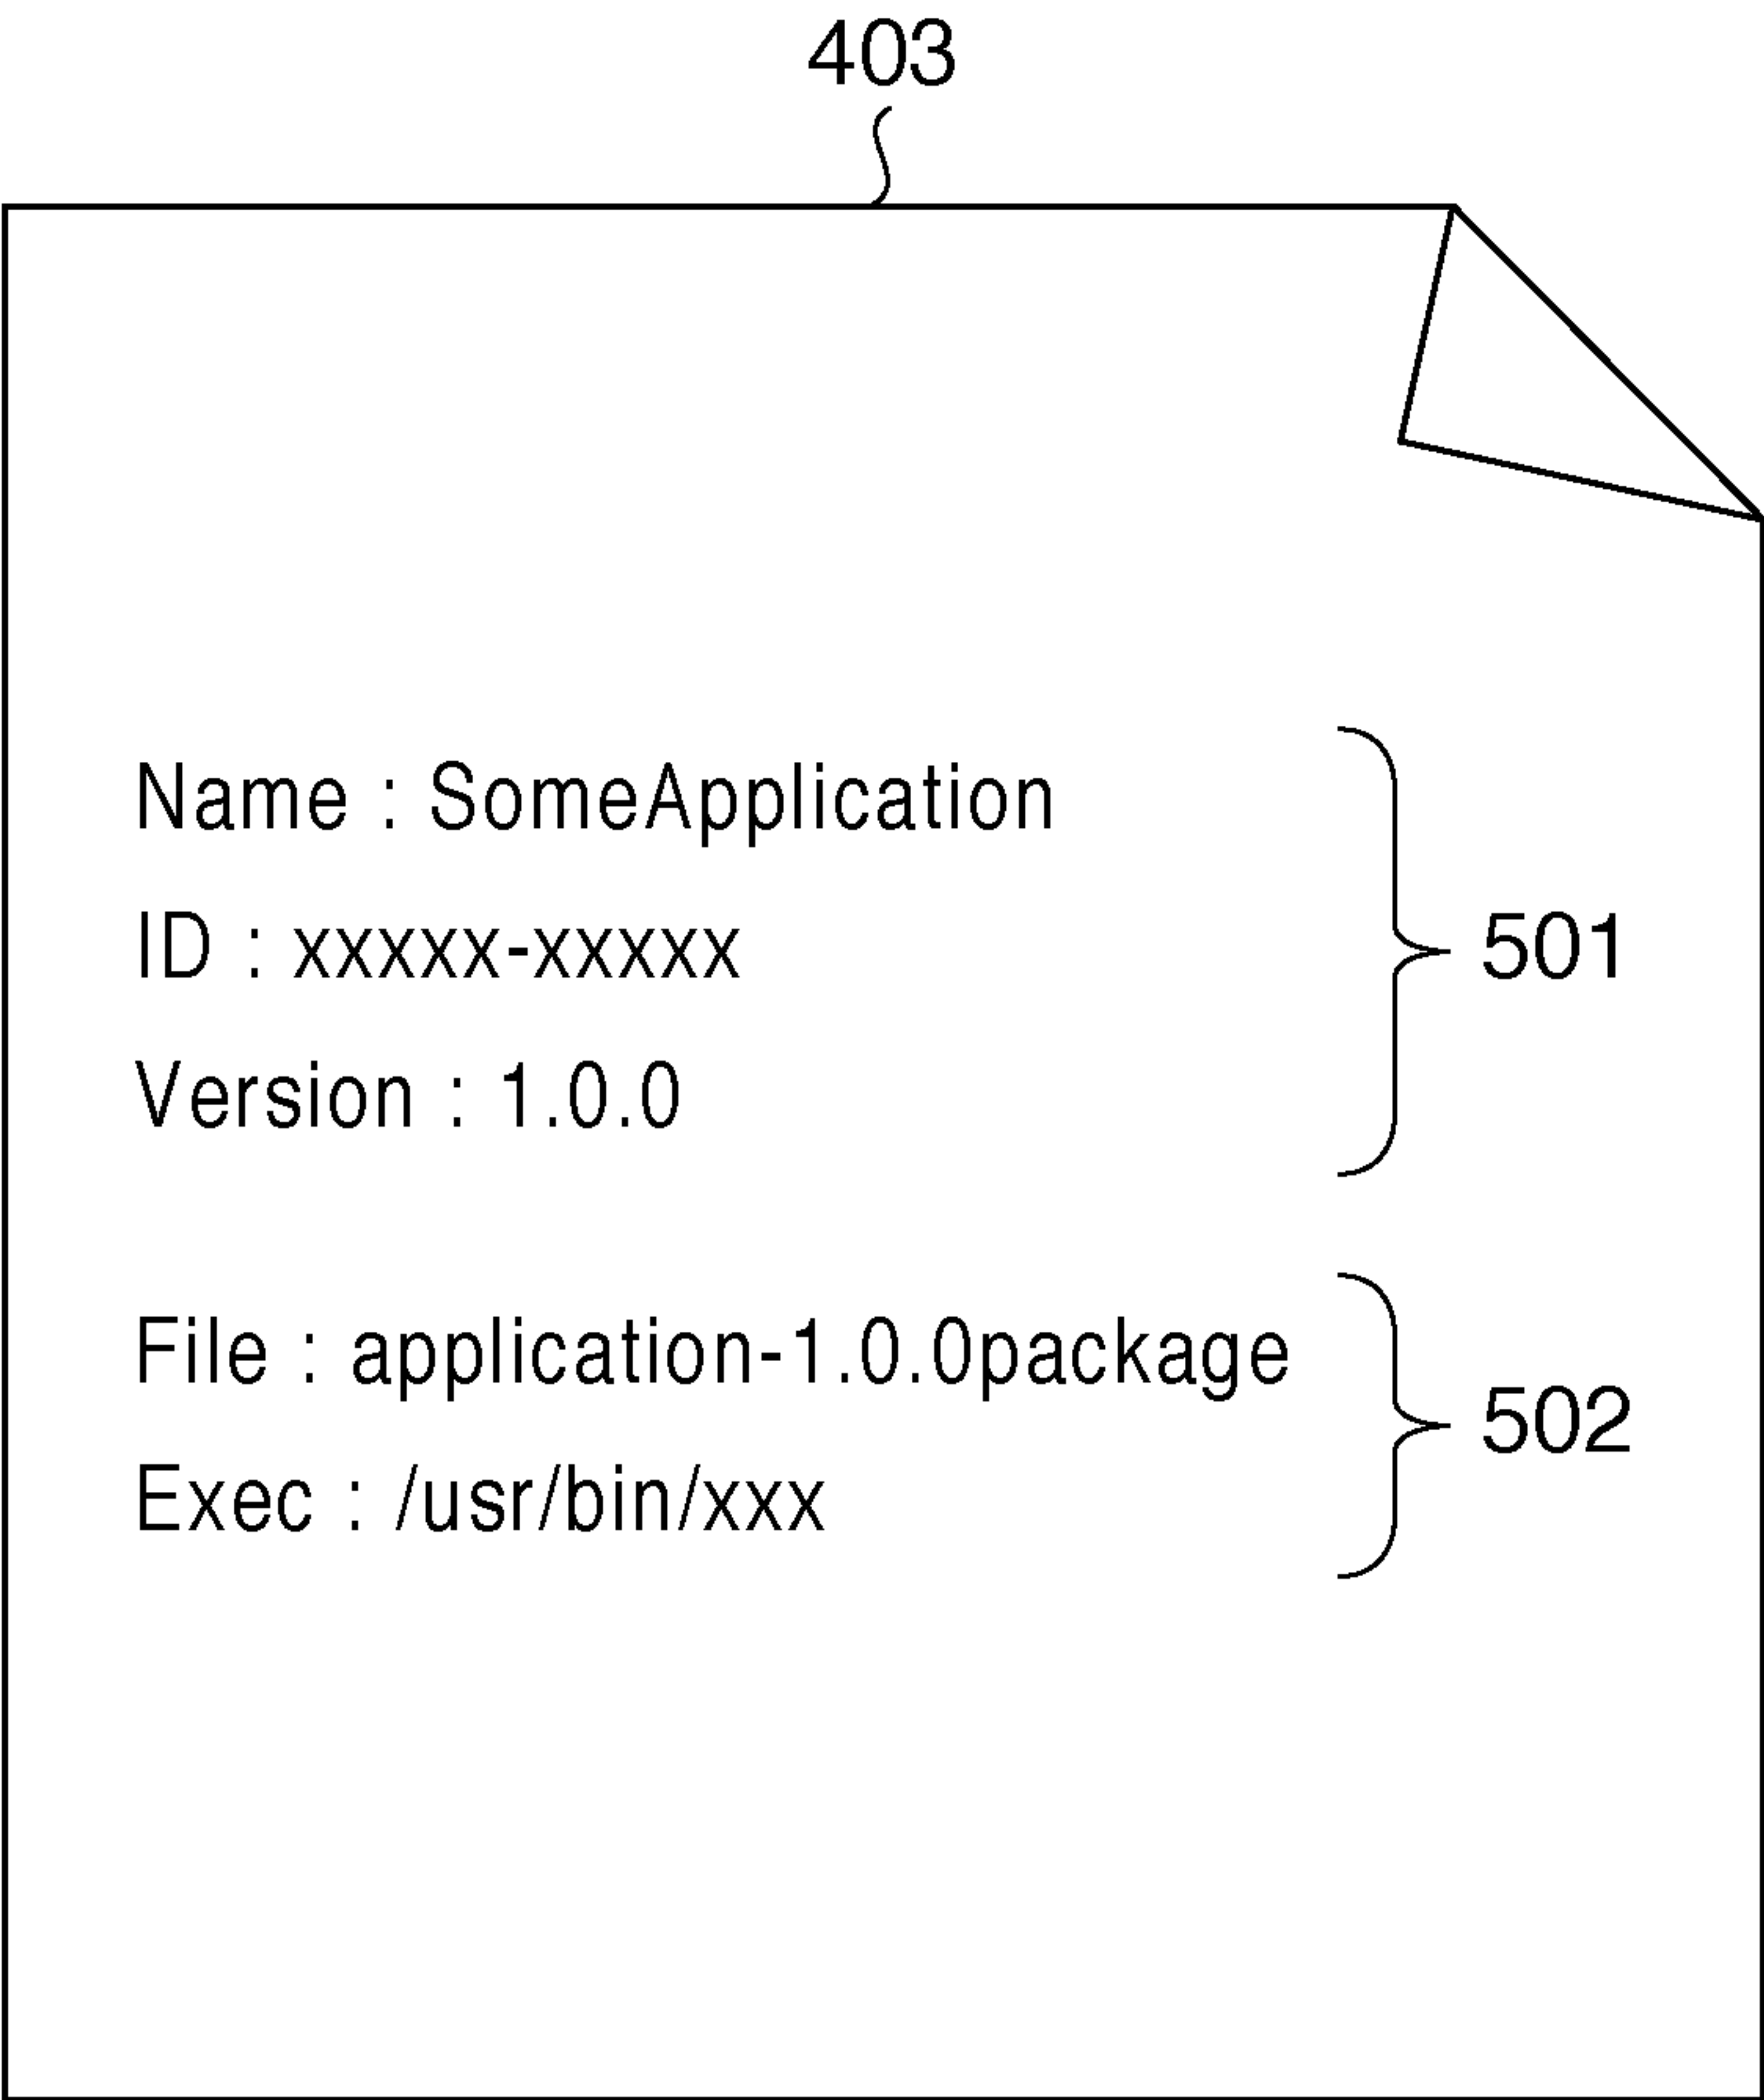 403
Name : SomeApplication
ID : xxxxx-xxxxx
Version : 1.0.0
501
File : application-1.0.0package
Exec : /usr/bin/xxx
502